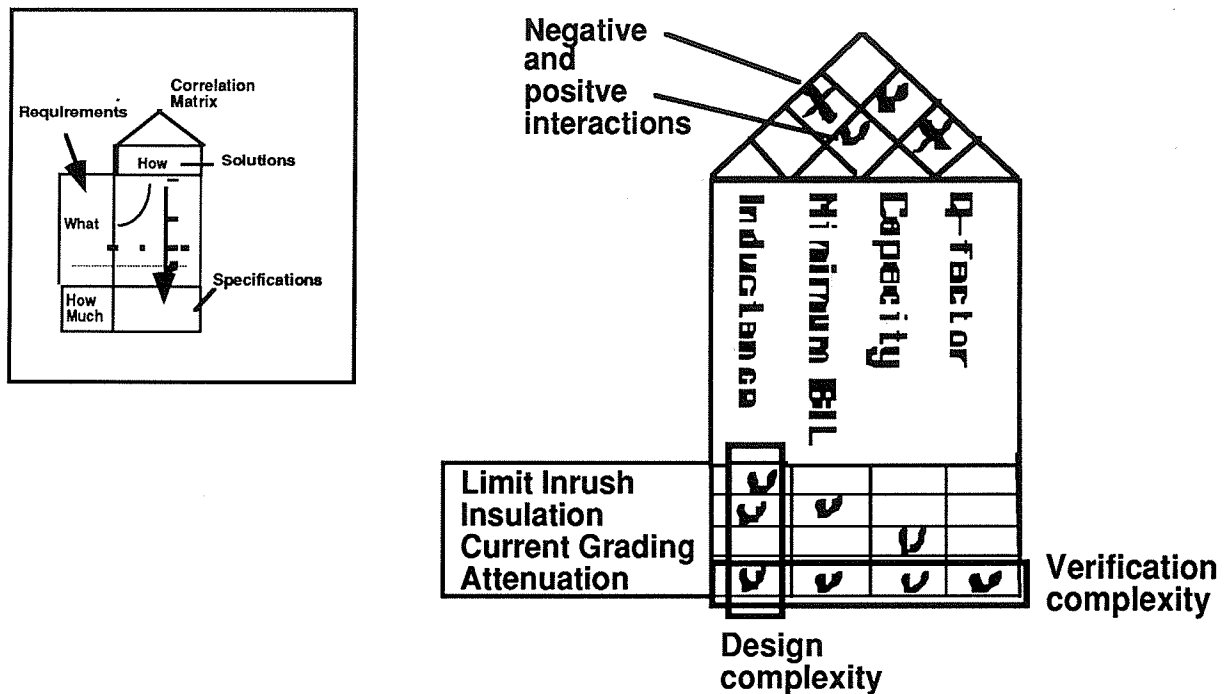 Correlation
Matrix
Requirements
How
Solutions
What
Specifications
How
Much
Negative
and
positve
interactions
Inductance
Minimum BIL
Capacity
Q-factor
Limit Inrush
Insulation
Current Grading
Attenuation
Verification
complexity
Design
complexity